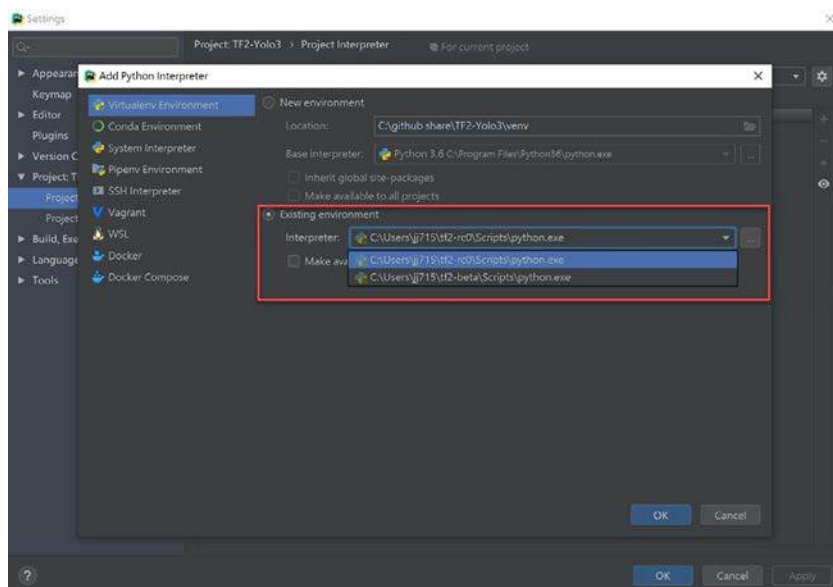 Settings
Project: TF2-Yolo3 › Project Interpreter
For current project
Appearan
Keymap
Editor
Plugins
Version C
Project: T
Project
Project
Build, Exe
Language
Tools
Add Python Interpreter
Virtualenv Environment
Conda Environment
System Interpreter
Pipenv Environment
SSH Interpreter
Vagrant
WSL
Docker
Docker Compose
New environment
Location: C:\github share\TF2-Yolo3\venv
Base interpreter: Python 3.6 C:\Program Files\Python36\python.exe
Inherit global site-packages
Make available to all projects
Existing environment
Interpreter: C:\Users\jj715\tf2-rc0\Scripts\python.exe
Make ava C:\Users\jj715\tf2-rc0\Scripts\python.exe
C:\Users\jj715\tf2-beta\Scripts\python.exe
OK Cancel
? OK Cancel Apply